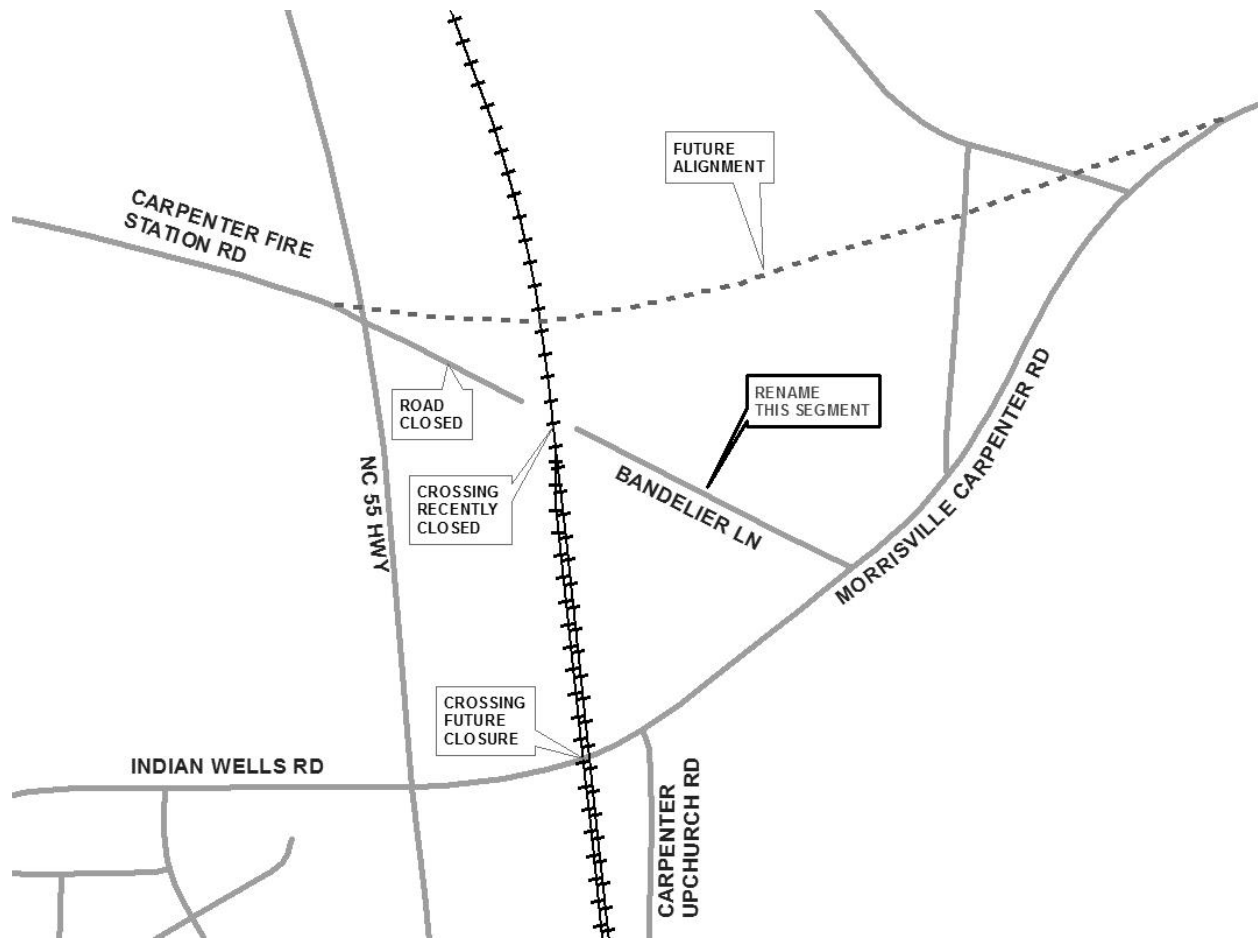 FUTURE
ALIGNMENT
CARPENTER FIRE
STATION RD
ROAD
CLOSED
RENAME
THIS SEGMENT
NC 55 HWY
CROSSING
RECENTLY
CLOSED
BANDELIER LN
MORRISVILLE CARPENTER RD
CROSSING
FUTURE
CLOSURE
INDIAN WELLS RD
CARPENTER
UPCHURCH RD